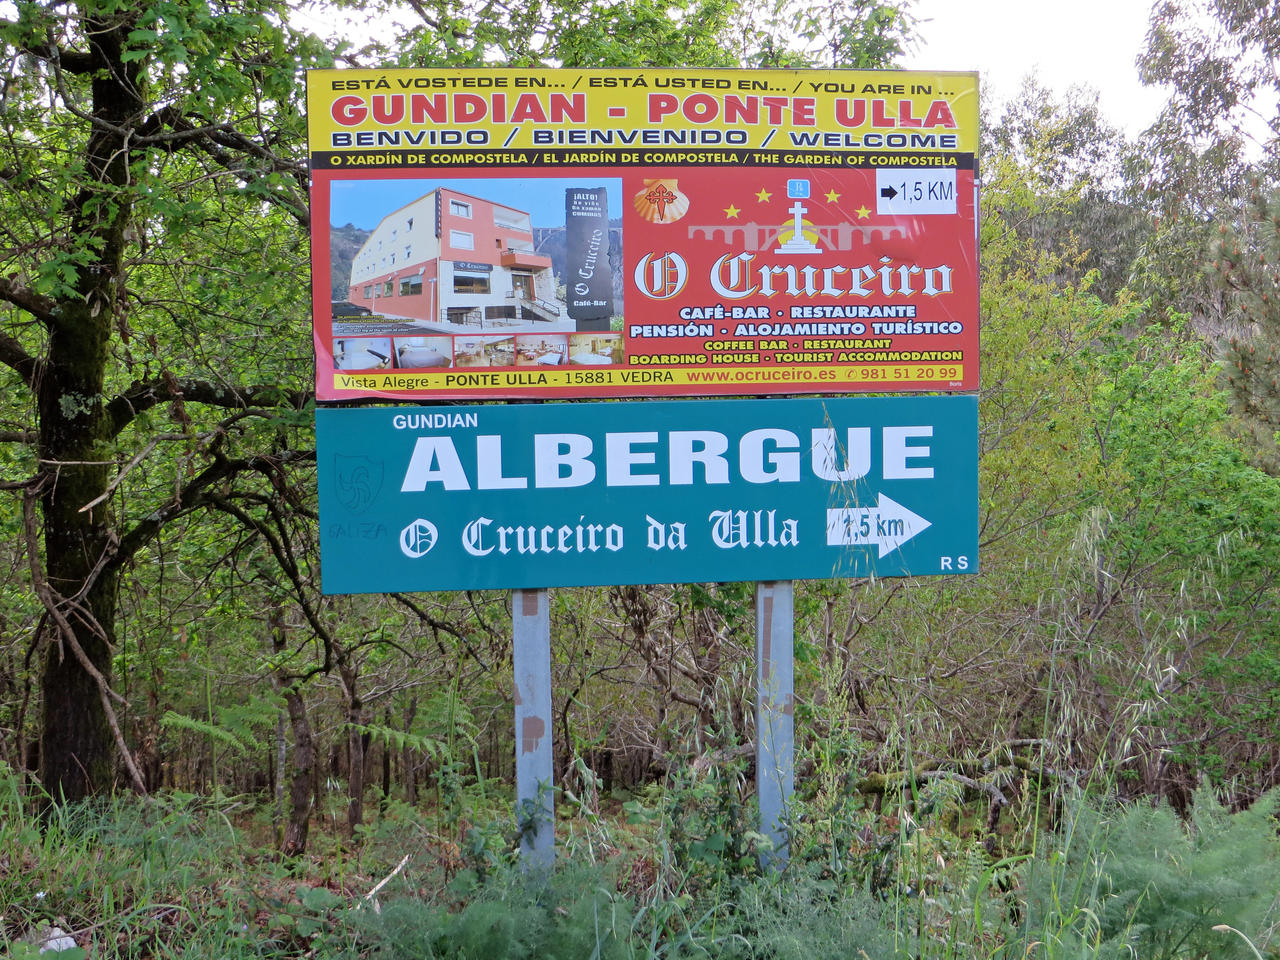 ESTÁ VOSTEDE EN... / ESTÁ USTED EN... / YOU ARE IN ...
GUNDIAN - PONTE ULLA
BENVIDO / BIENVENIDO / WELCOME
O XARDÍN DE COMPOSTELA / EL JARDÍN DE COMPOSTELA / THE GARDEN OF COMPOSTELA
1,5 KM
¡ALTO!
O Cruceiro
Café-Bar
O Cruceiro
CAFÉ-BAR · RESTAURANTE
PENSIÓN · ALOJAMIENTO TURÍSTICO
COFFEE BAR · RESTAURANT
BOARDING HOUSE · TOURIST ACCOMMODATION
Vista Alegre - PONTE ULLA - 15881 VEDRA www.ocruceiro.es ✆ 981 51 20 99
Boris
GUNDIAN
ALBERGUE
O Cruceiro da Ulla
1,5 km
GALIZA
R S